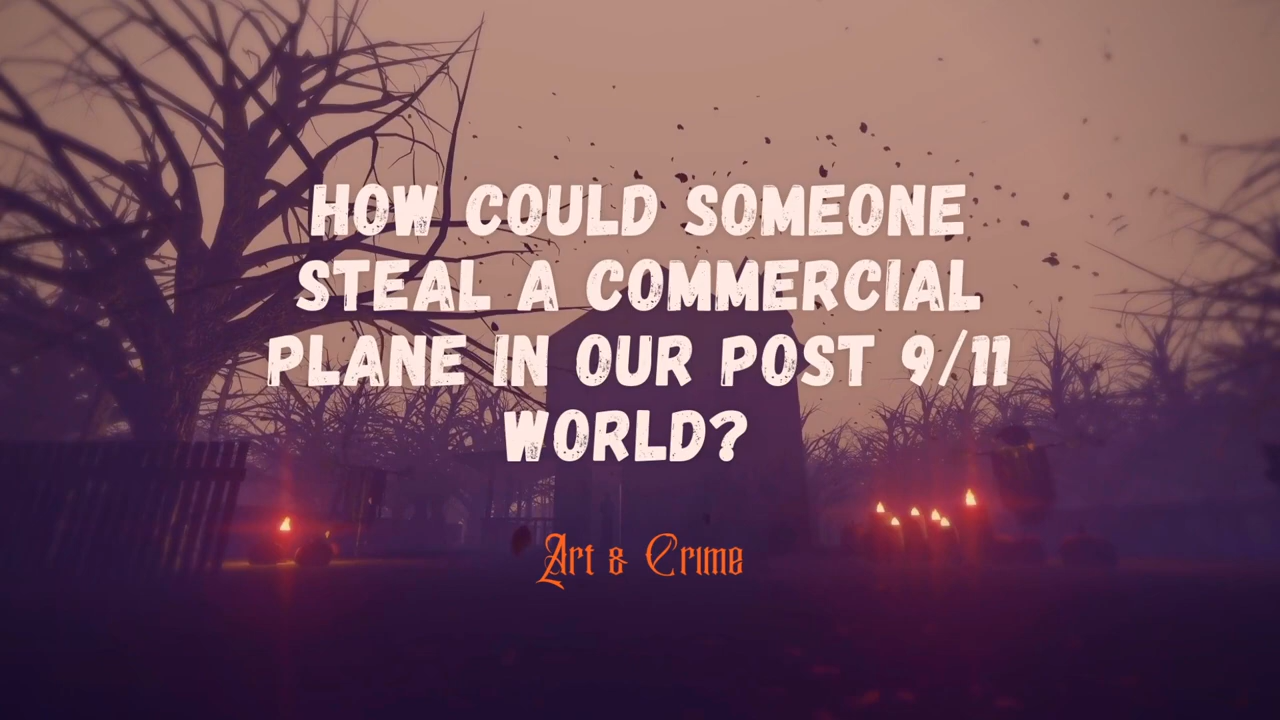 HOW COULD SOMEONE
STEAL A COMMERCIAL
PLANE IN OUR POST 9/11
WORLD?
Art & Crime